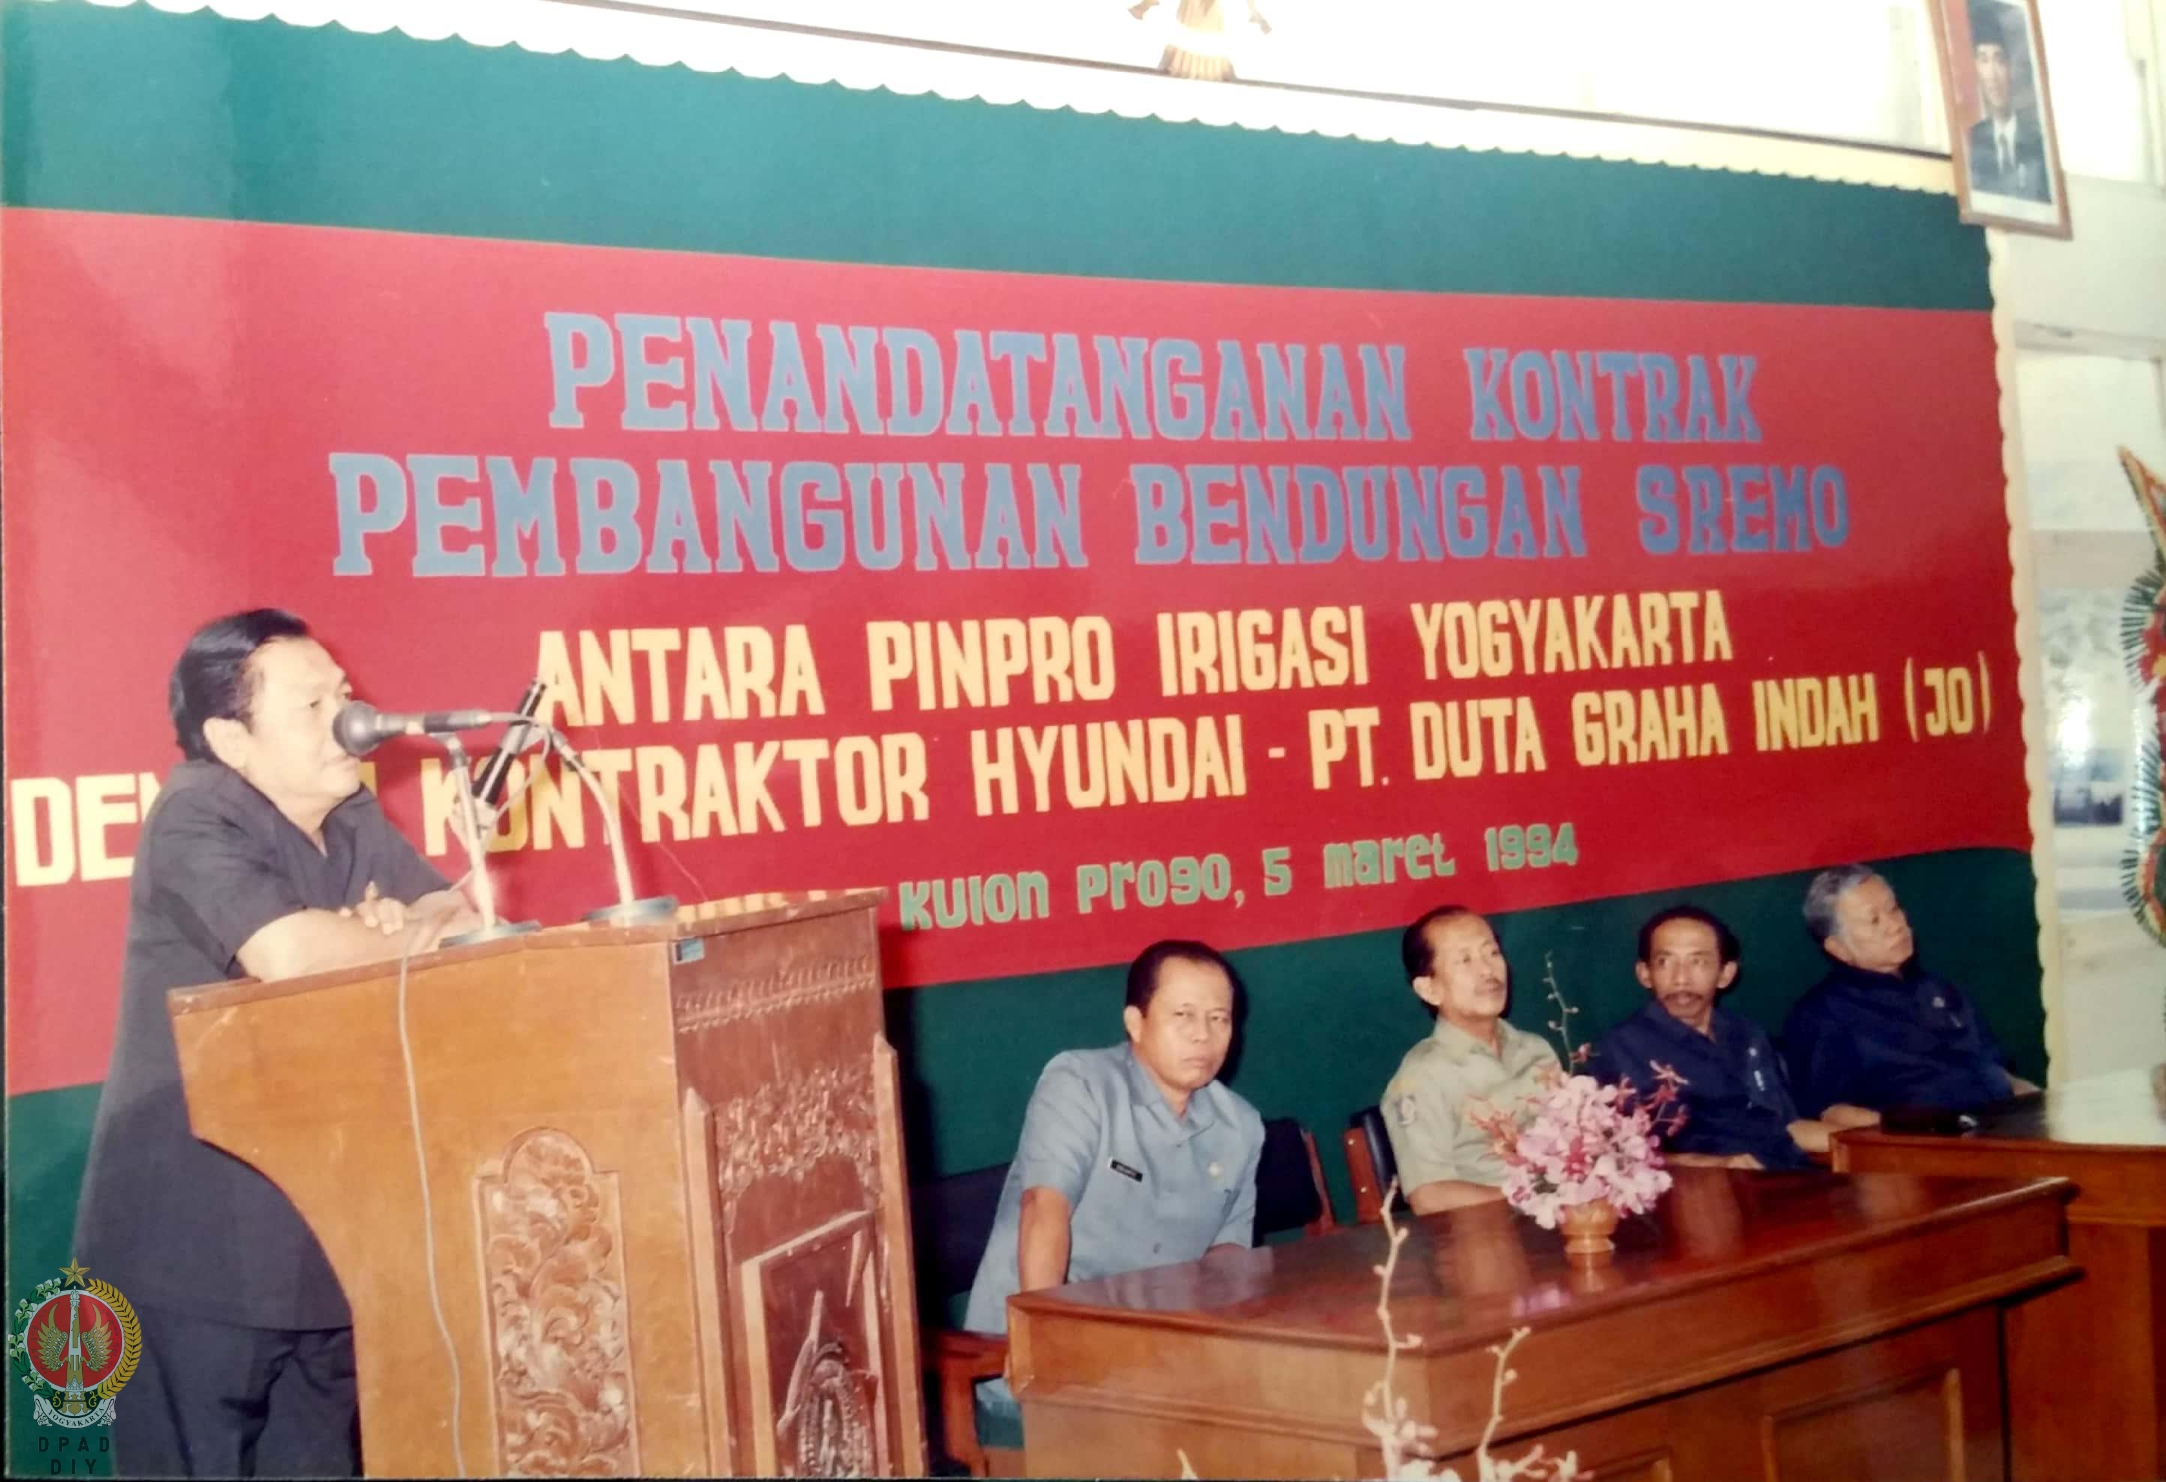 PENANDATANGANAN KONTRAK
PEMBANGUNAN BENDUNGAN SREMO
ANTARA PINPRO IRIGASI YOGYAKARTA
KONTRAKTOR HYUNDAI - PT. DUTA GRAHA INDAH (JO)
KUlON PrOgO, 5 maret 1994
YOGYAKARTA
DPAD
DIY